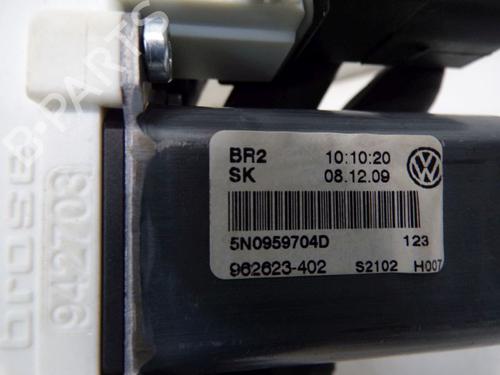 B-PARTS
brose
942703
BR2 10:10:20
SK 08.12.09
5N0959704D 123
962623-402 S2102 H007